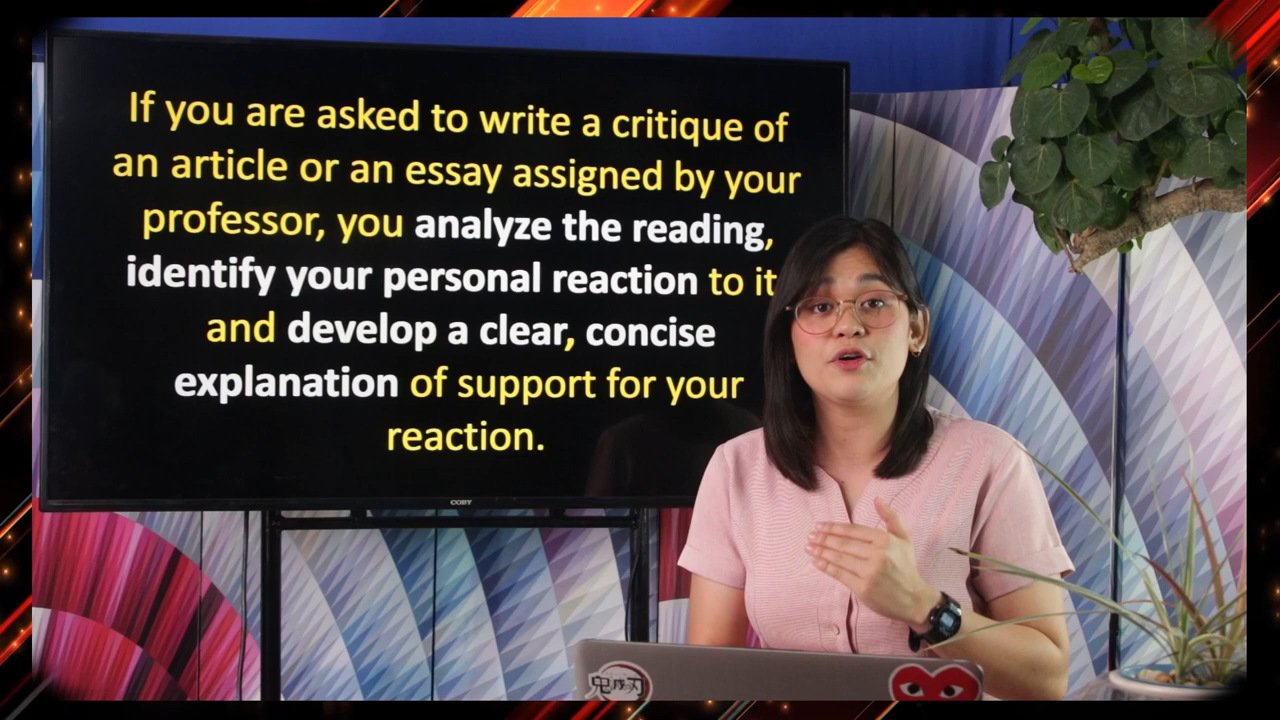 If you are asked to write a critique of
an article or an essay assigned by your
professor, you analyze the reading,
identify your personal reaction to it
and develop a clear, concise
explanation of support for your
reaction.
COBY